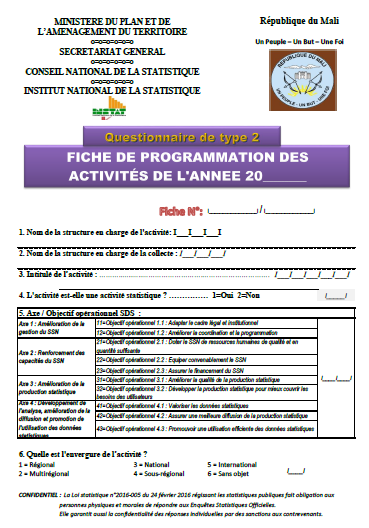 MINISTERE DU PLAN ET DE
L'AMENAGEMENT DU TERRITOIRE
SECRETARIAT GENERAL
CONSEIL NATIONAL DE LA STATISTIQUE
INSTITUT NATIONAL DE LA STATISTIQUE
INSTAT
République du Mali
Un Peuple – Un But – Une Foi
REPUBLIQUE DU MALI
UN PEUPLE - UN BUT - UNE FOI
Questionnaire de type 2
FICHE DE PROGRAMMATION DES
ACTIVITÉS DE L'ANNEE 20______
Fiche N°: |__________| / |__________|
1. Nom de la structure en charge de l'activité: I___I___I___I
2. Nom de la structure en charge de la collecte : /___/___/___/
3. Intitulé de l'activité : ........................ /___/___/___/___/___/
4. L'activité est-elle une activité statistique ? ............... 1=Oui 2=Non /____/
5. Axe / Objectif opérationnel SDS :
Axe 1 : Amélioration de la gestion du SSN
11=Objectif opérationnel 1.1 : Adapter le cadre légal et institutionnel
12=Objectif opérationnel 1.2 : Améliorer la coordination et la programmation
Axe 2 : Renforcement des capacités du SSN
21=Objectif opérationnel 2.1 : Doter le SSN de ressources humaines de qualité et en quantité suffisante
22=Objectif opérationnel 2.2 : Equiper convenablement le SSN
23=Objectif opérationnel 2.3 : Assurer le financement du SSN
Axe 3 : Amélioration de la production statistique
31=Objectif opérationnel 3.1 : Améliorer la qualité de la production statistique
32=Objectif opérationnel 3.2 : Développer la production statistique pour mieux couvrir les besoins des utilisateurs
Axe 4 : Développement de l'analyse, amélioration de la diffusion et promotion de l'utilisation des données statistiques
41=Objectif opérationnel 4.1 : Valoriser les données statistiques
42=Objectif opérationnel 4.2 : Assurer une meilleure diffusion de la production statistique
43=Objectif opérationnel 4.3 : Promouvoir une utilisation efficiente des données statistiques
/____/____/
6. Quelle est l'envergure de l'activité ?
1 = Régional 3 = National 5 = International
2 = Multirégional 4 = Sous-régional 6 = Sans objet /____/
CONFIDENTIEL : La Loi statistique n°2016-005 du 24 février 2016 régissant les statistiques publiques fait obligation aux
personnes physiques et morales de répondre aux Enquêtes Statistiques Officielles.
Elle garantit aussi la confidentialité des réponses individuelles par des sanctions aux contrevenants.